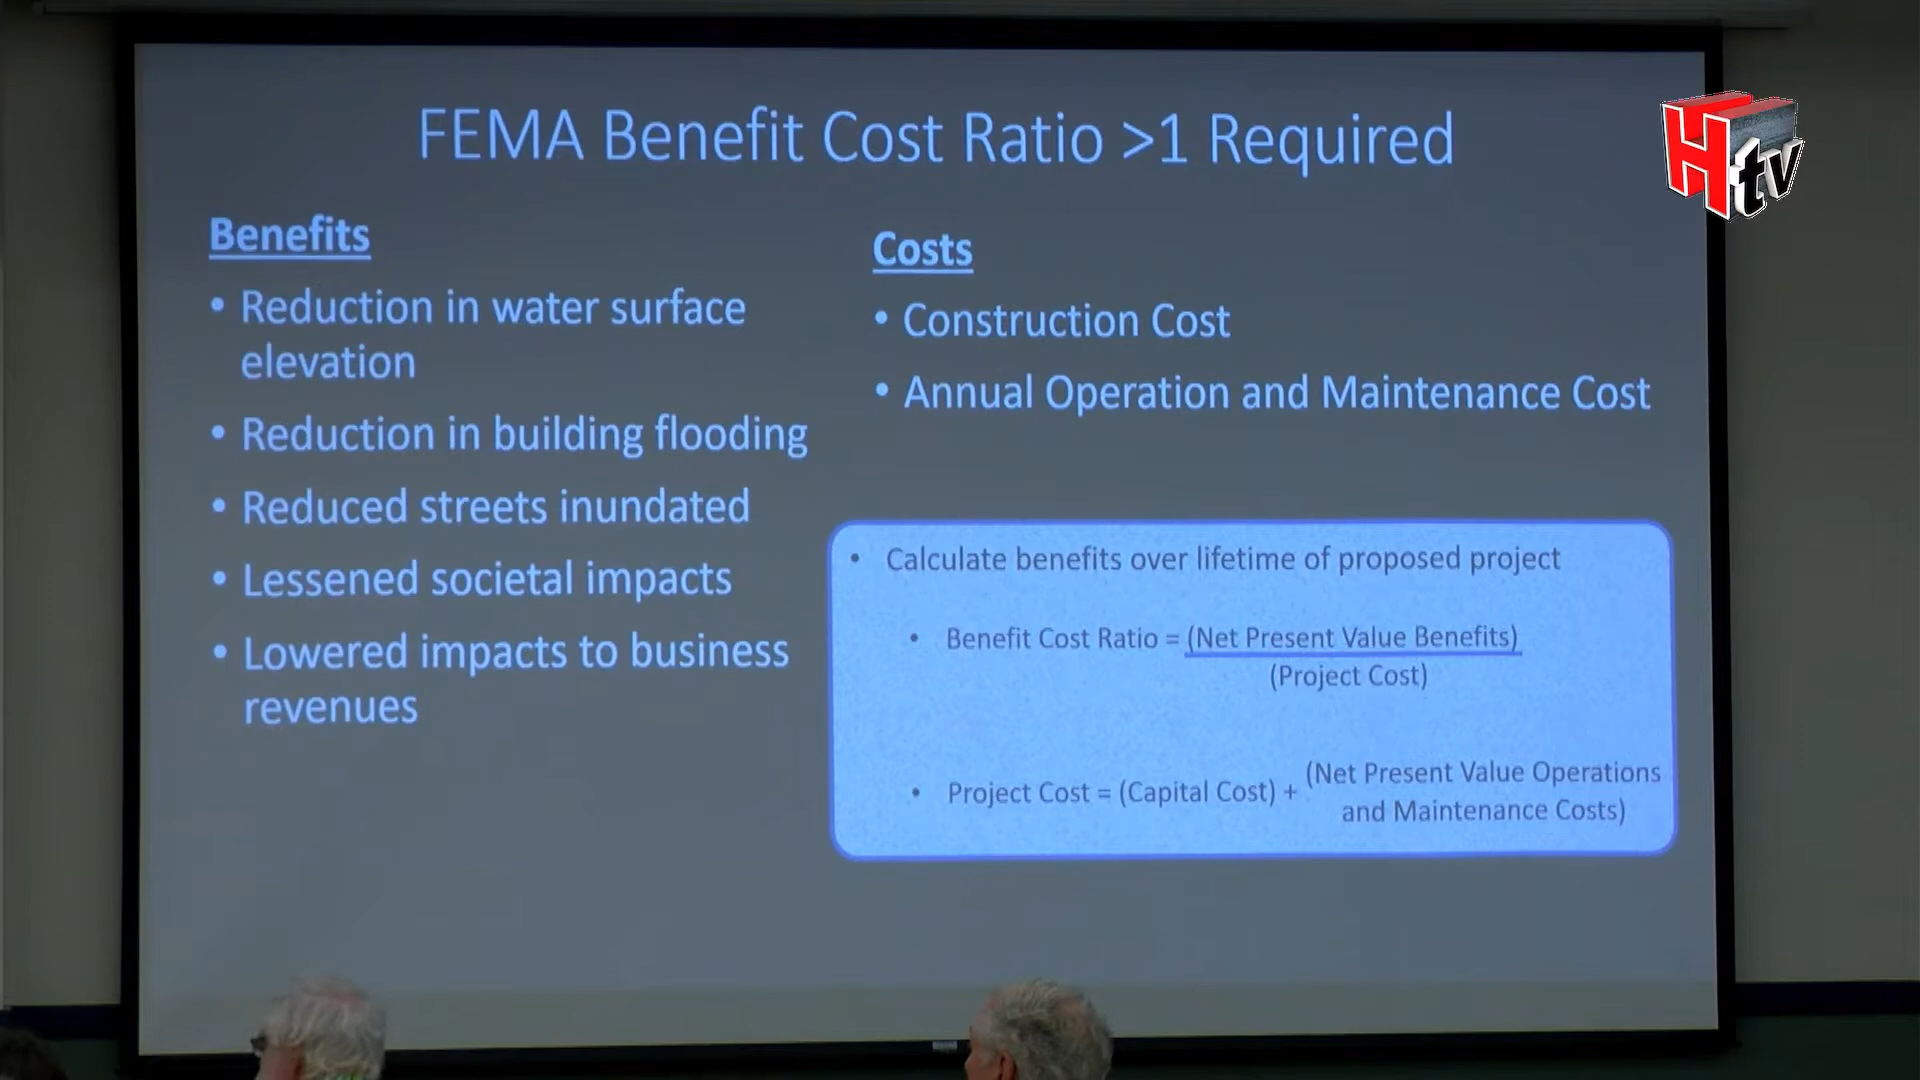 FEMA Benefit Cost Ratio >1 Required
Htv
Benefits
• Reduction in water surface
elevation
• Reduction in building flooding
• Reduced streets inundated
• Lessened societal impacts
• Lowered impacts to business
revenues
Costs
• Construction Cost
• Annual Operation and Maintenance Cost
• Calculate benefits over lifetime of proposed project
• Benefit Cost Ratio = (Net Present Value Benefits)
(Project Cost)
• Project Cost = (Capital Cost) + (Net Present Value Operations
and Maintenance Costs)